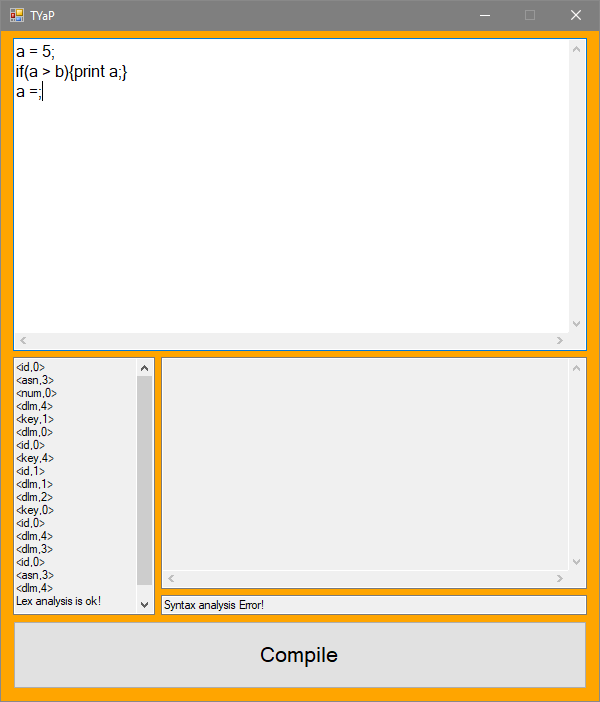 TYaP
a = 5;
if(a > b){print a;}
a =;
<id,0>
<asn,3>
<num,0>
<dlm,4>
<key,1>
<dlm,0>
<id,0>
<key,4>
<id,1>
<dlm,1>
<dlm,2>
<key,0>
<id,0>
<dlm,4>
<dlm,3>
<id,0>
<asn,3>
<dlm,4>
Lex analysis is ok!
Syntax analysis Error!
Compile